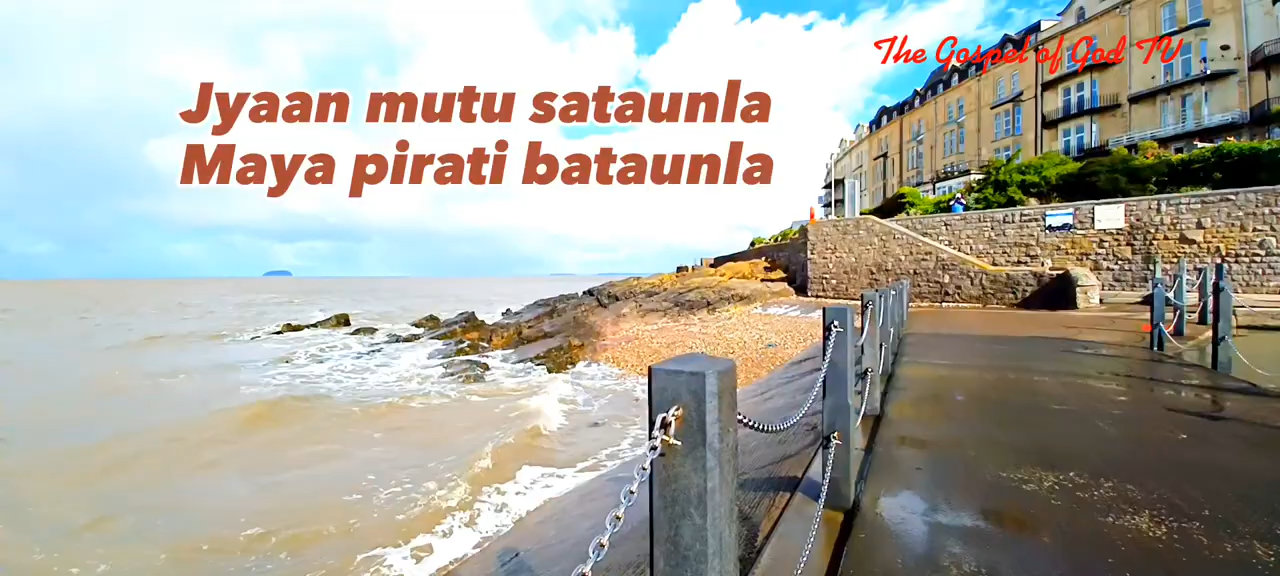 The Gospel of God TV
Jyaan mutu sataunla
Maya pirati bataunla